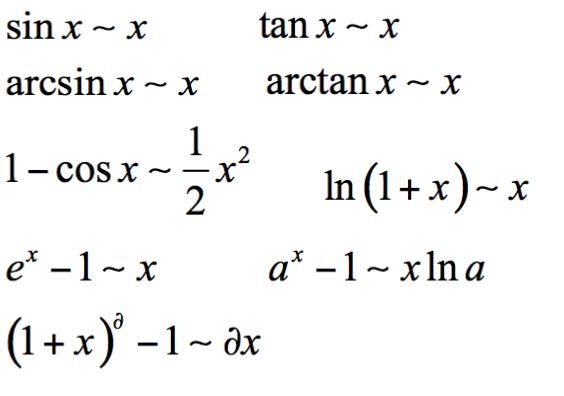 sin x ~ x    tan x ~ x
arcsin x ~ x    arctan x ~ x
1 − cos x ~ 1/2 x²    ln(1 + x) ~ x
eˣ − 1 ~ x    aˣ − 1 ~ x ln a
(1 + x)^∂ − 1 ~ ∂x